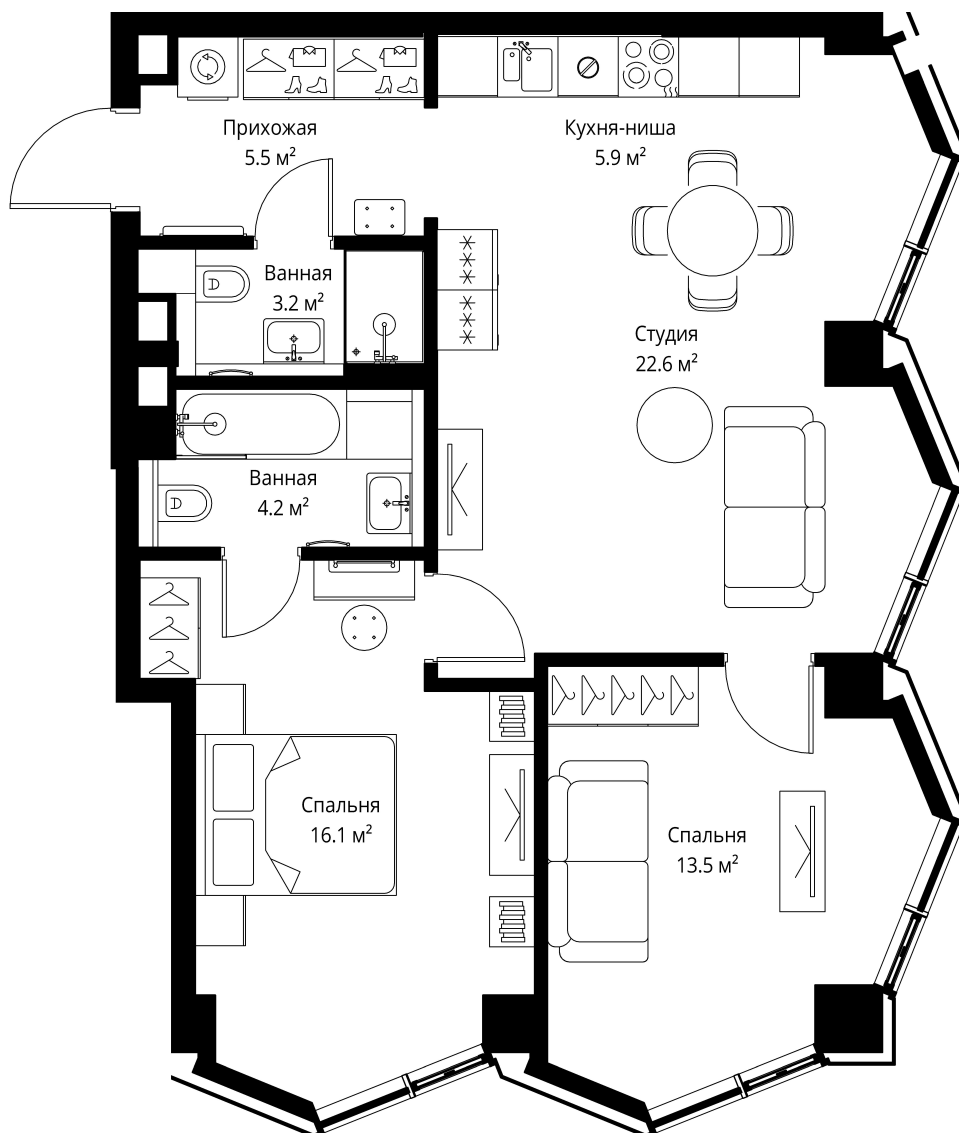 Прихожая
5.5 м²
Кухня-ниша
5.9 м²
Ванная
3.2 м²
Студия
22.6 м²
Ванная
4.2 м²
Спальня
16.1 м²
Спальня
13.5 м²